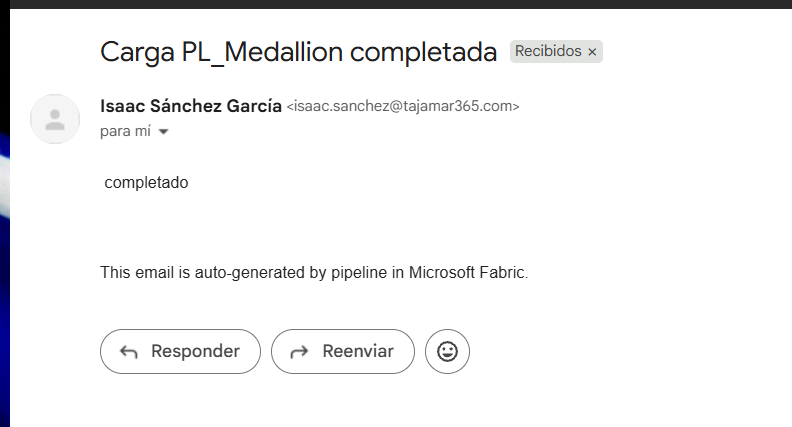 Carga PL_Medallion completada Recibidos ×
Isaac Sánchez García <isaac.sanchez@tajamar365.com>
para mí
completado
This email is auto-generated by pipeline in Microsoft Fabric.
Responder Reenviar